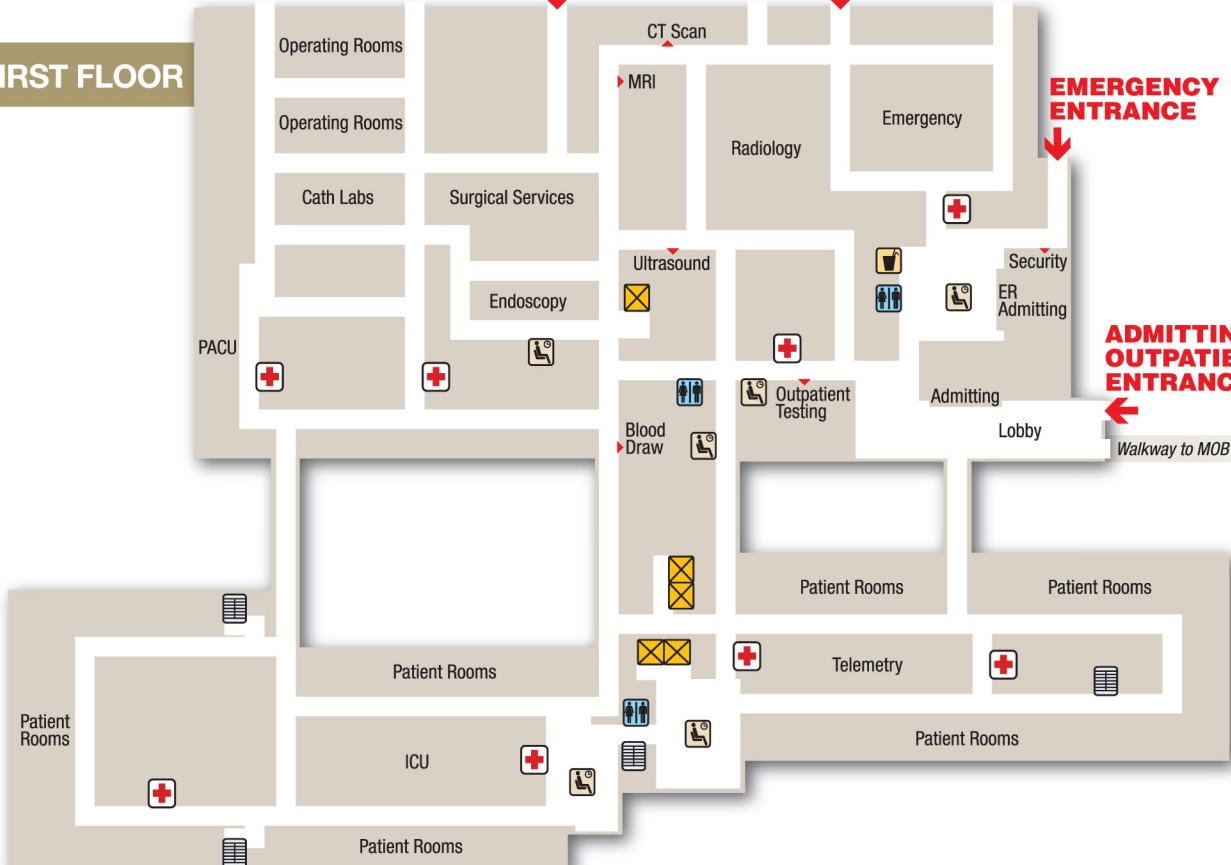 IRST FLOOR
Operating Rooms
CT Scan
MRI
EMERGENCY
ENTRANCE
Operating Rooms
Emergency
Radiology
Cath Labs
Surgical Services
Ultrasound
Security
Endoscopy
ER
Admitting
PACU
ADMITTIN
OUTPATIE
ENTRANC
Outpatient
Testing
Admitting
Blood
Draw
Lobby
Walkway to MOB
Patient Rooms
Patient Rooms
Patient Rooms
Telemetry
Patient
Rooms
Patient Rooms
ICU
Patient Rooms